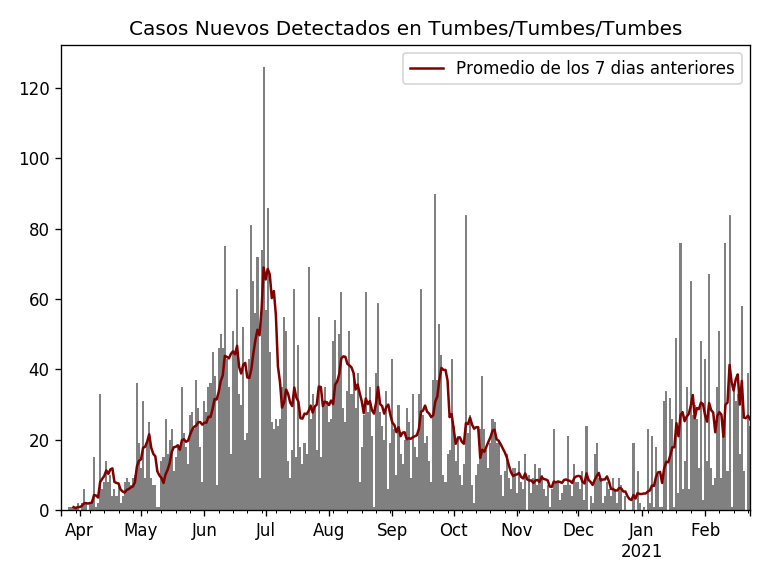 Casos Nuevos Detectados en Tumbes/Tumbes/Tumbes
Promedio de los 7 dias anteriores
120
100
80
60
40
20
0
Apr May Jun Jul Aug Sep Oct Nov Dec Jan Feb
2021